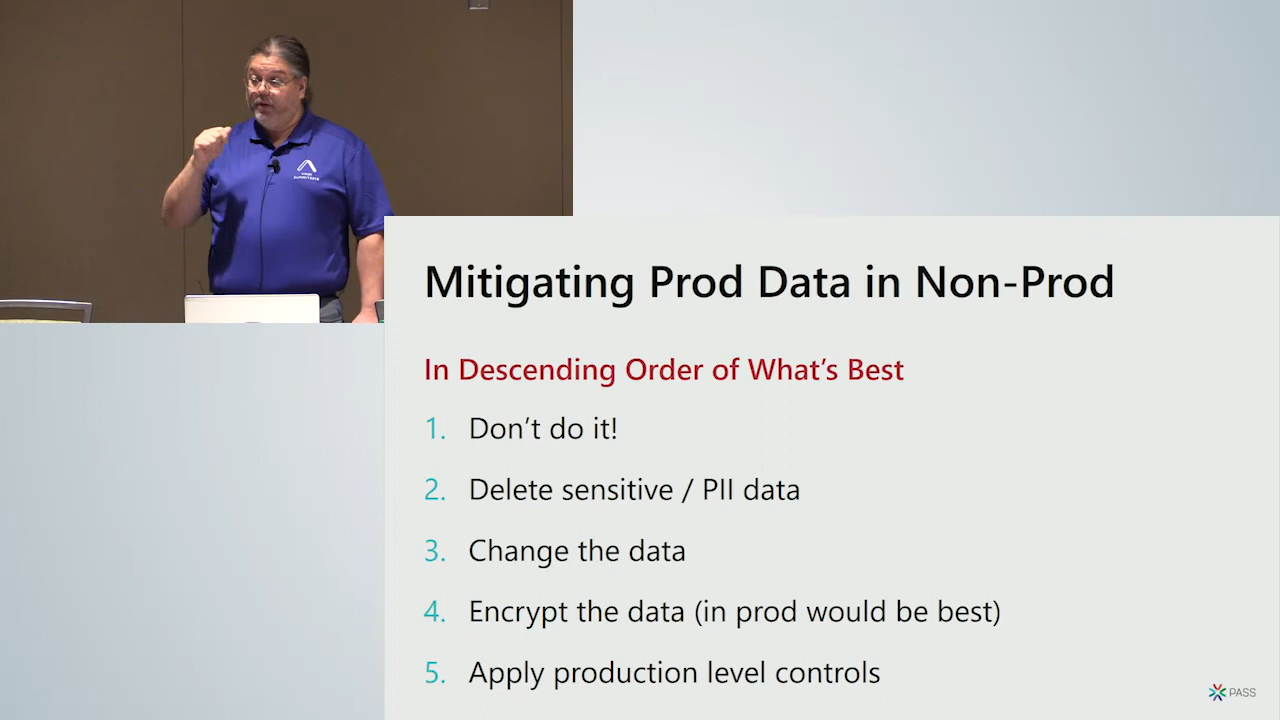 SUMMIT 2019
Mitigating Prod Data in Non-Prod
In Descending Order of What’s Best
1. Don’t do it!
2. Delete sensitive / PII data
3. Change the data
4. Encrypt the data (in prod would be best)
5. Apply production level controls
PASS